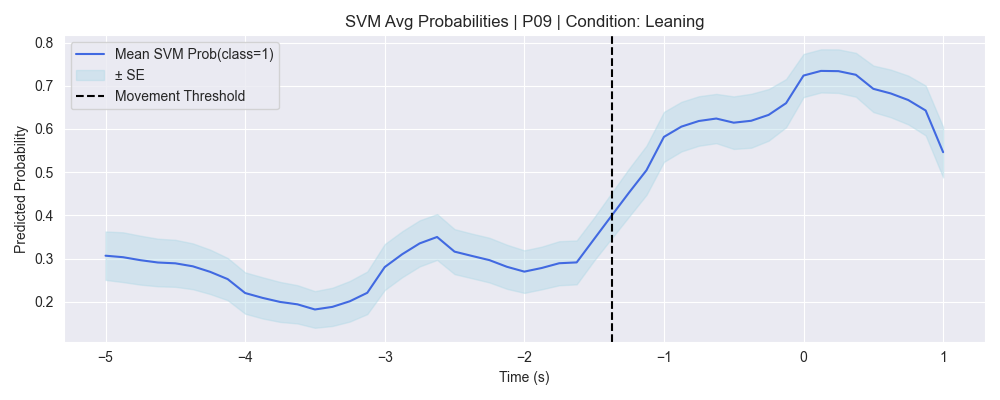 SVM Avg Probabilities | P09 | Condition: Leaning
Mean SVM Prob(class=1)
± SE
Movement Threshold
Predicted Probability
0.8
0.7
0.6
0.5
0.4
0.3
0.2
−5
−4
−3
−2
−1
0
1
Time (s)